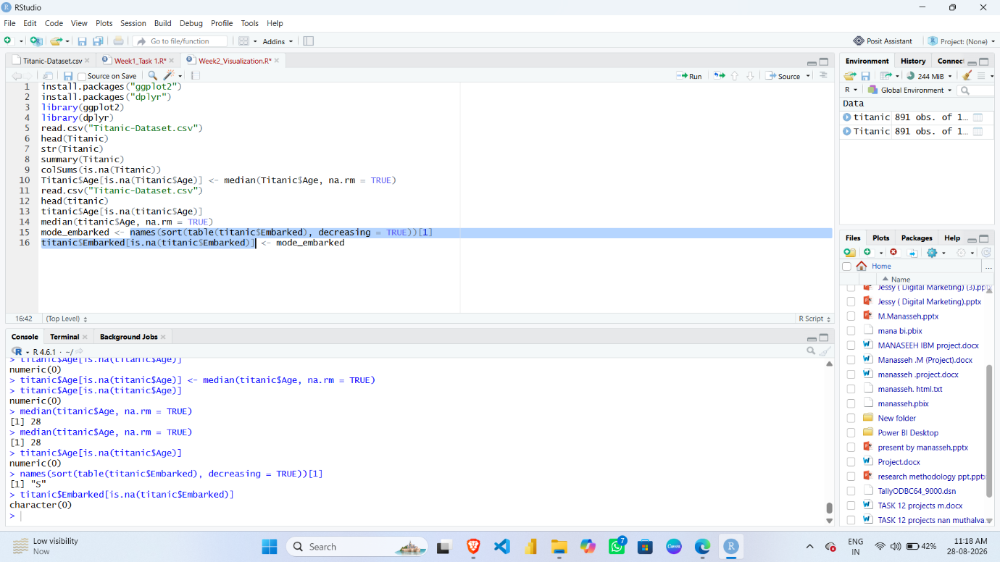 RStudio
File Edit Code View Plots Session Build Debug Profile Tools Help
Go to file/function Addins Posit Assistant Project: (None)
Titanic-Dataset.csv Week1_Task 1.R* Week2_Visualization.R*
Source on Save Run Source
1 install.packages("ggplot2")
2 install.packages("dplyr")
3 library(ggplot2)
4 library(dplyr)
5 read.csv("Titanic-Dataset.csv")
6 head(Titanic)
7 str(Titanic)
8 summary(Titanic)
9 colSums(is.na(Titanic))
10 Titanic$Age[is.na(Titanic$Age)] <- median(Titanic$Age, na.rm = TRUE)
11 read.csv("Titanic-Dataset.csv")
12 head(titanic)
13 titanic$Age[is.na(titanic$Age)]
14 median(titanic$Age, na.rm = TRUE)
15 mode_embarked <- names(sort(table(titanic$Embarked), decreasing = TRUE))[1]
16 titanic$Embarked[is.na(titanic$Embarked)] <- mode_embarked
16:42 (Top Level) R Script
Console Terminal Background Jobs
R 4.6.1 · ~/
> titanic$Age[is.na(titanic$Age)]
numeric(0)
> titanic$Age[is.na(titanic$Age)] <- median(titanic$Age, na.rm = TRUE)
> titanic$Age[is.na(titanic$Age)]
numeric(0)
> median(titanic$Age, na.rm = TRUE)
[1] 28
> median(titanic$Age, na.rm = TRUE)
[1] 28
> titanic$Age[is.na(titanic$Age)]
numeric(0)
> names(sort(table(titanic$Embarked), decreasing = TRUE))[1]
[1] "S"
> titanic$Embarked[is.na(titanic$Embarked)]
character(0)
>
Environment History Connec
244 MiB
R Global Environment
Data
titanic 891 obs. of 1...
Titanic 891 obs. of 1...
Files Plots Packages Help
Home ...
Name
Jessy ( Digital Marketing) (3).ppt
Jessy ( Digital Marketing).pptx
M.Manasseh.pptx
mana bi.pbix
MANASEEH IBM project.docx
Manasseh .M (Project).docx
manasseh .project.docx
manasseh. html.txt
manasseh.pbix
New folder
Power BI Desktop
present by manasseh.pptx
Project.docx
research methodology ppt.pptx
TallyODBC64_9000.dsn
TASK 12 projects m.docx
TASK 12 projects nan muthalva
Low visibility
Now
Search
7
ENG
IN
42%
11:18 AM
28-08-2026